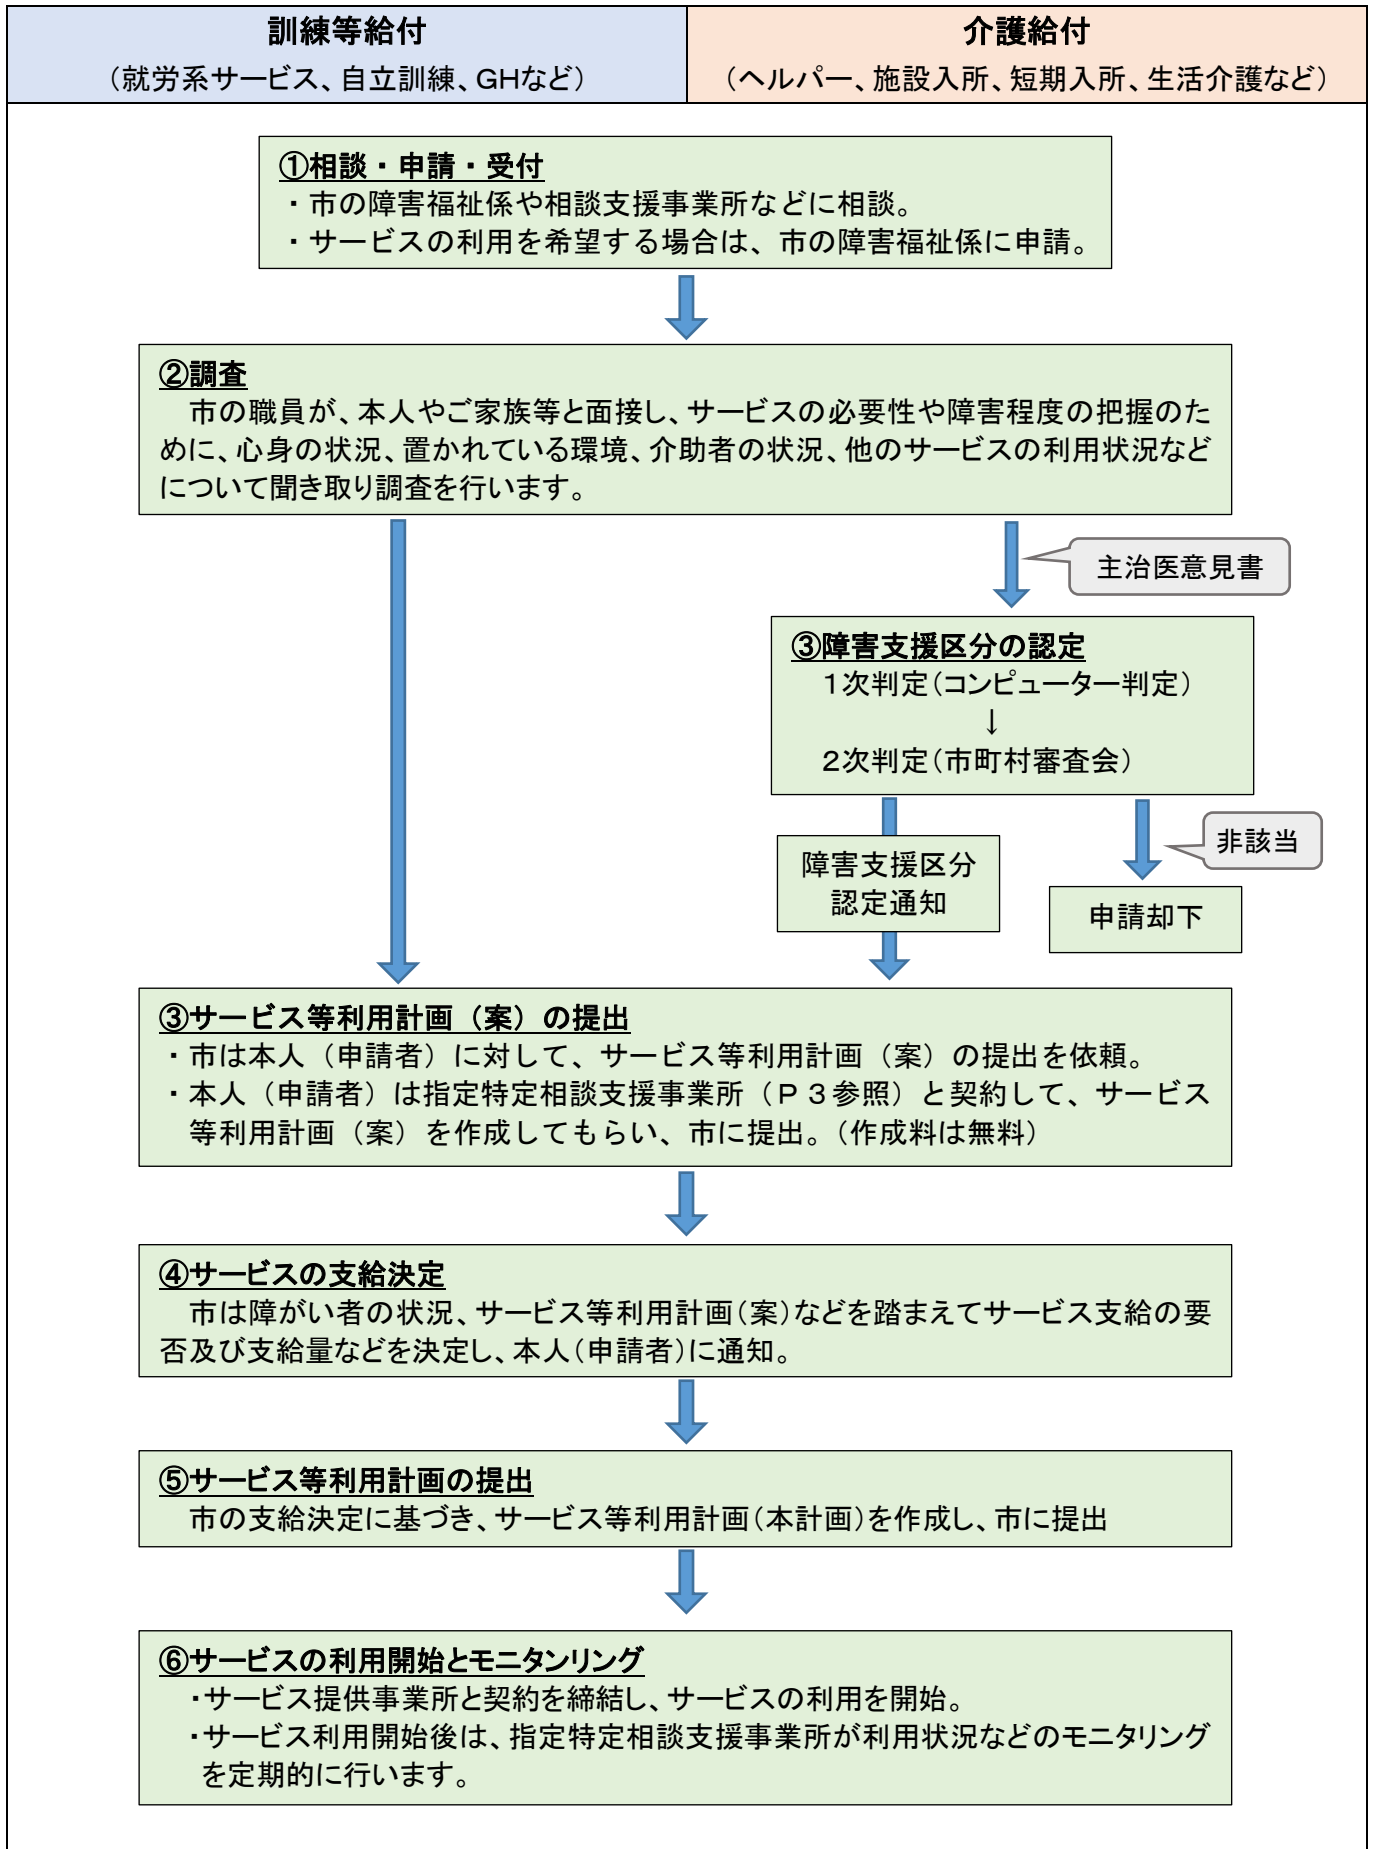 訓練等給付
（就労系サービス、自立訓練、GHなど）
介護給付
（ヘルパー、施設入所、短期入所、生活介護など）
①相談・申請・受付
・市の障害福祉係や相談支援事業所などに相談。
・サービスの利用を希望する場合は、市の障害福祉係に申請。
②調査
市の職員が、本人やご家族等と面接し、サービスの必要性や障害程度の把握のた
めに、心身の状況、置かれている環境、介助者の状況、他のサービスの利用状況など
について聞き取り調査を行います。
主治医意見書
③障害支援区分の認定
１次判定（コンピューター判定）
↓
２次判定（市町村審査会）
非該当
障害支援区分
認定通知
申請却下
③サービス等利用計画（案）の提出
・市は本人（申請者）に対して、サービス等利用計画（案）の提出を依頼。
・本人（申請者）は指定特定相談支援事業所（Ｐ３参照）と契約して、サービス
等利用計画（案）を作成してもらい、市に提出。（作成料は無料）
④サービスの支給決定
市は障がい者の状況、サービス等利用計画（案）などを踏まえてサービス支給の要
否及び支給量などを決定し、本人（申請者）に通知。
⑤サービス等利用計画の提出
市の支給決定に基づき、サービス等利用計画（本計画）を作成し、市に提出
⑥サービスの利用開始とモニタンリング
・サービス提供事業所と契約を締結し、サービスの利用を開始。
・サービス利用開始後は、指定特定相談支援事業所が利用状況などのモニタリング
を定期的に行います。